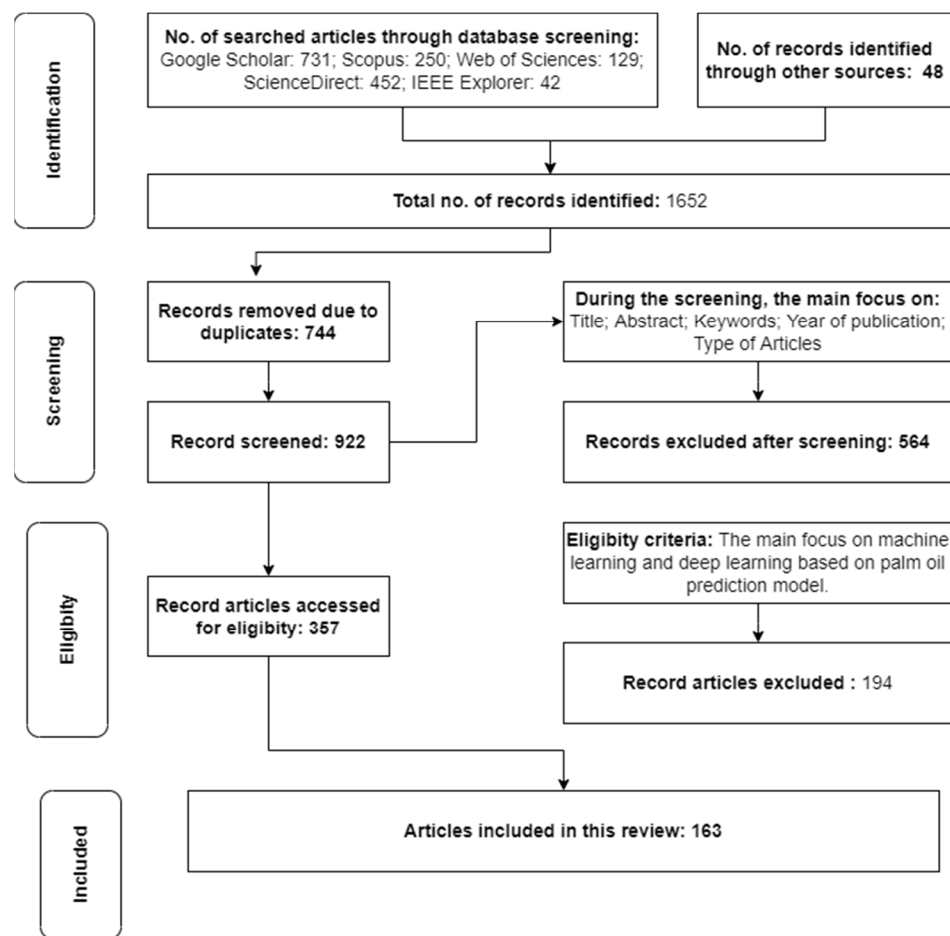 Identification
No. of searched articles through database screening:
Google Scholar: 731; Scopus: 250; Web of Sciences: 129;
ScienceDirect: 452; IEEE Explorer: 42
No. of records identified
through other sources: 48
Total no. of records identified: 1652
Screening
Records removed due to
duplicates: 744
During the screening, the main focus on:
Title; Abstract; Keywords; Year of publication;
Type of Articles
Record screened: 922
Records excluded after screening: 564
Eligibity
Eligibity criteria: The main focus on machine
learning and deep learning based on palm oil
prediction model.
Record articles accessed
for eligibity: 357
Record articles excluded : 194
Included
Articles included in this review: 163